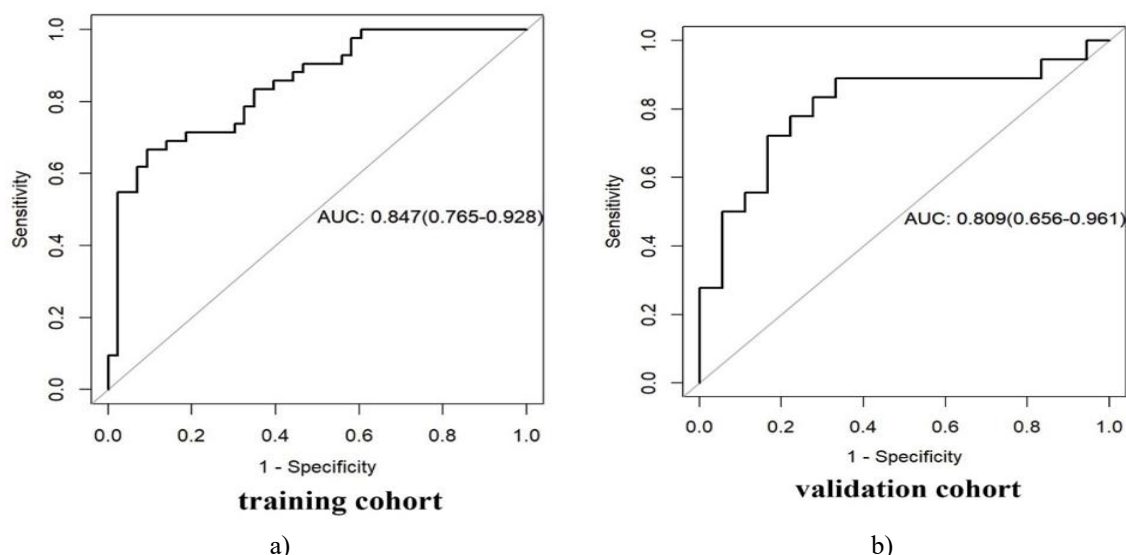 1.0
0.8
0.6
0.4
0.2
0.0
Sensitivity
AUC: 0.847(0.765-0.928)
0.0 0.2 0.4 0.6 0.8 1.0
1 - Specificity
training cohort
a)
1.0
0.8
0.6
0.4
0.2
0.0
Sensitivity
AUC: 0.809(0.656-0.961)
0.0 0.2 0.4 0.6 0.8 1.0
1 - Specificity
validation cohort
b)